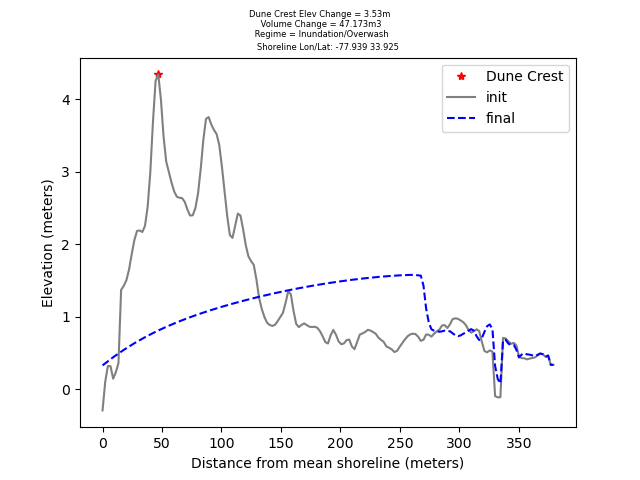 Dune Crest Elev Change = 3.53m
Volume Change = 47.173m3
Regime = Inundation/Overwash
Shoreline Lon/Lat: -77.939 33.925
Dune Crest
init
final
Elevation (meters)
4
3
2
1
0
0 50 100 150 200 250 300 350
Distance from mean shoreline (meters)